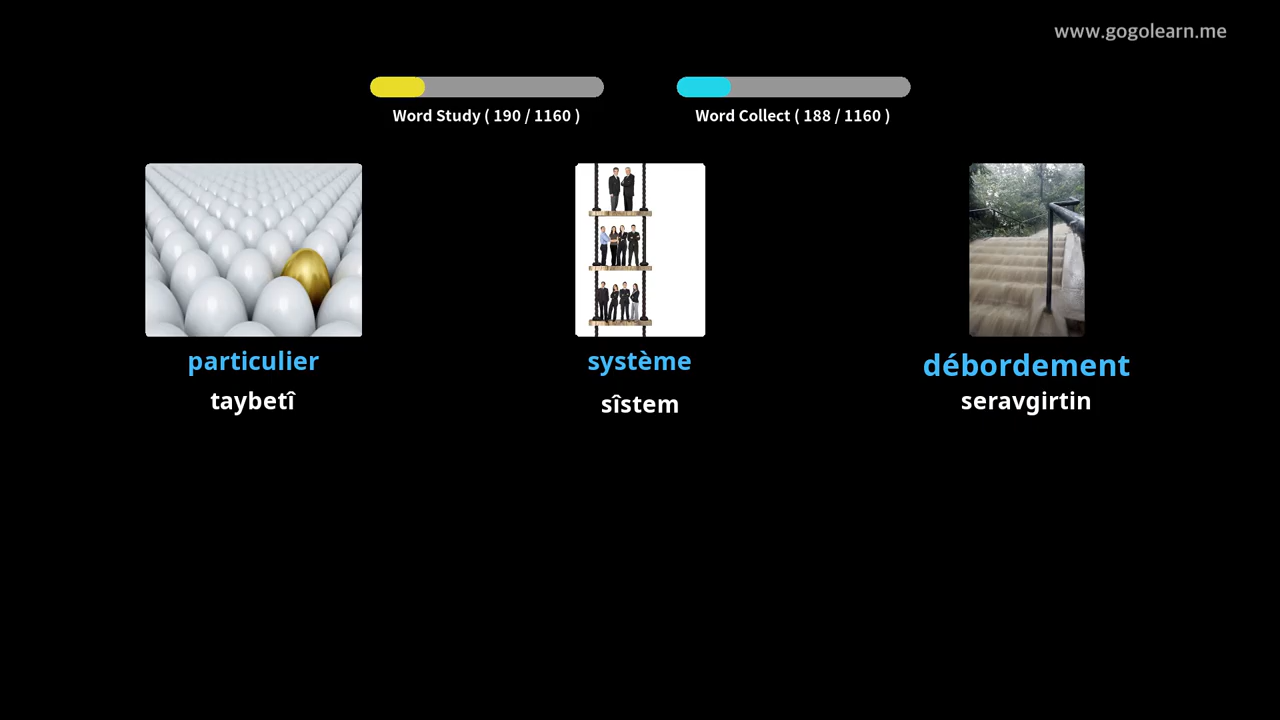 www.gogolearn.me
Word Study ( 190 / 1160 )
Word Collect ( 188 / 1160 )
particulier
système
débordement
taybetî
sîstem
seravgirtin